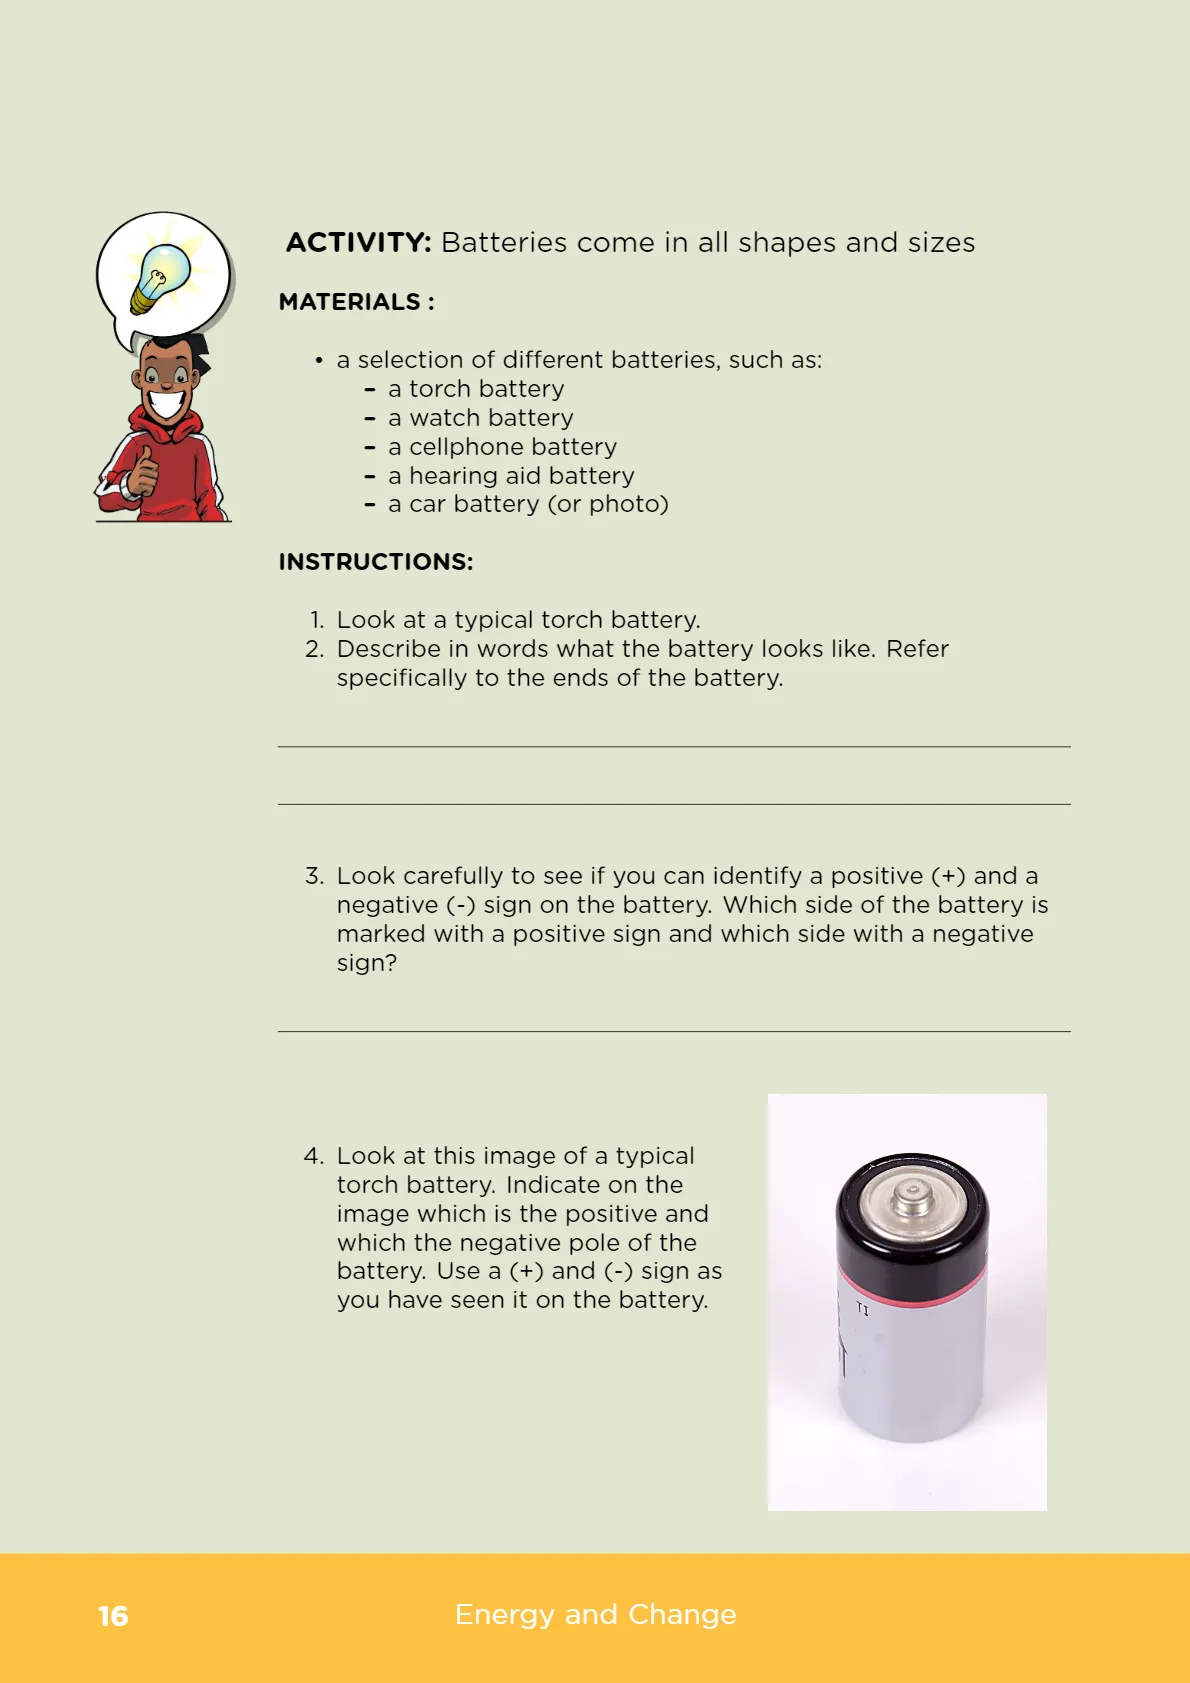 ACTIVITY: Batteries come in all shapes and sizes
MATERIALS :
• a selection of different batteries, such as:
– a torch battery
– a watch battery
– a cellphone battery
– a hearing aid battery
– a car battery (or photo)
INSTRUCTIONS:
1. Look at a typical torch battery.
2. Describe in words what the battery looks like. Refer
specifically to the ends of the battery.
3. Look carefully to see if you can identify a positive (+) and a
negative (-) sign on the battery. Which side of the battery is
marked with a positive sign and which side with a negative
sign?
4. Look at this image of a typical
torch battery. Indicate on the
image which is the positive and
which the negative pole of the
battery. Use a (+) and (-) sign as
you have seen it on the battery.
16
Energy and Change